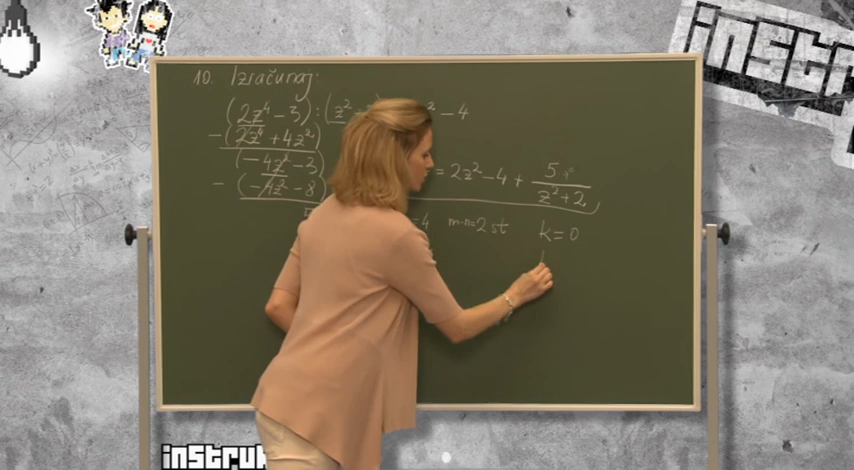 10. Izračunaj:
(2z⁴ - 3) : (z²
² - 4
-(2z⁴ + 4z²)
(-4z² - 3)
= 2z² - 4 + 5/(z² + 2)
-(-4z² - 8)
=4 m-n=2 st k=0
instruk